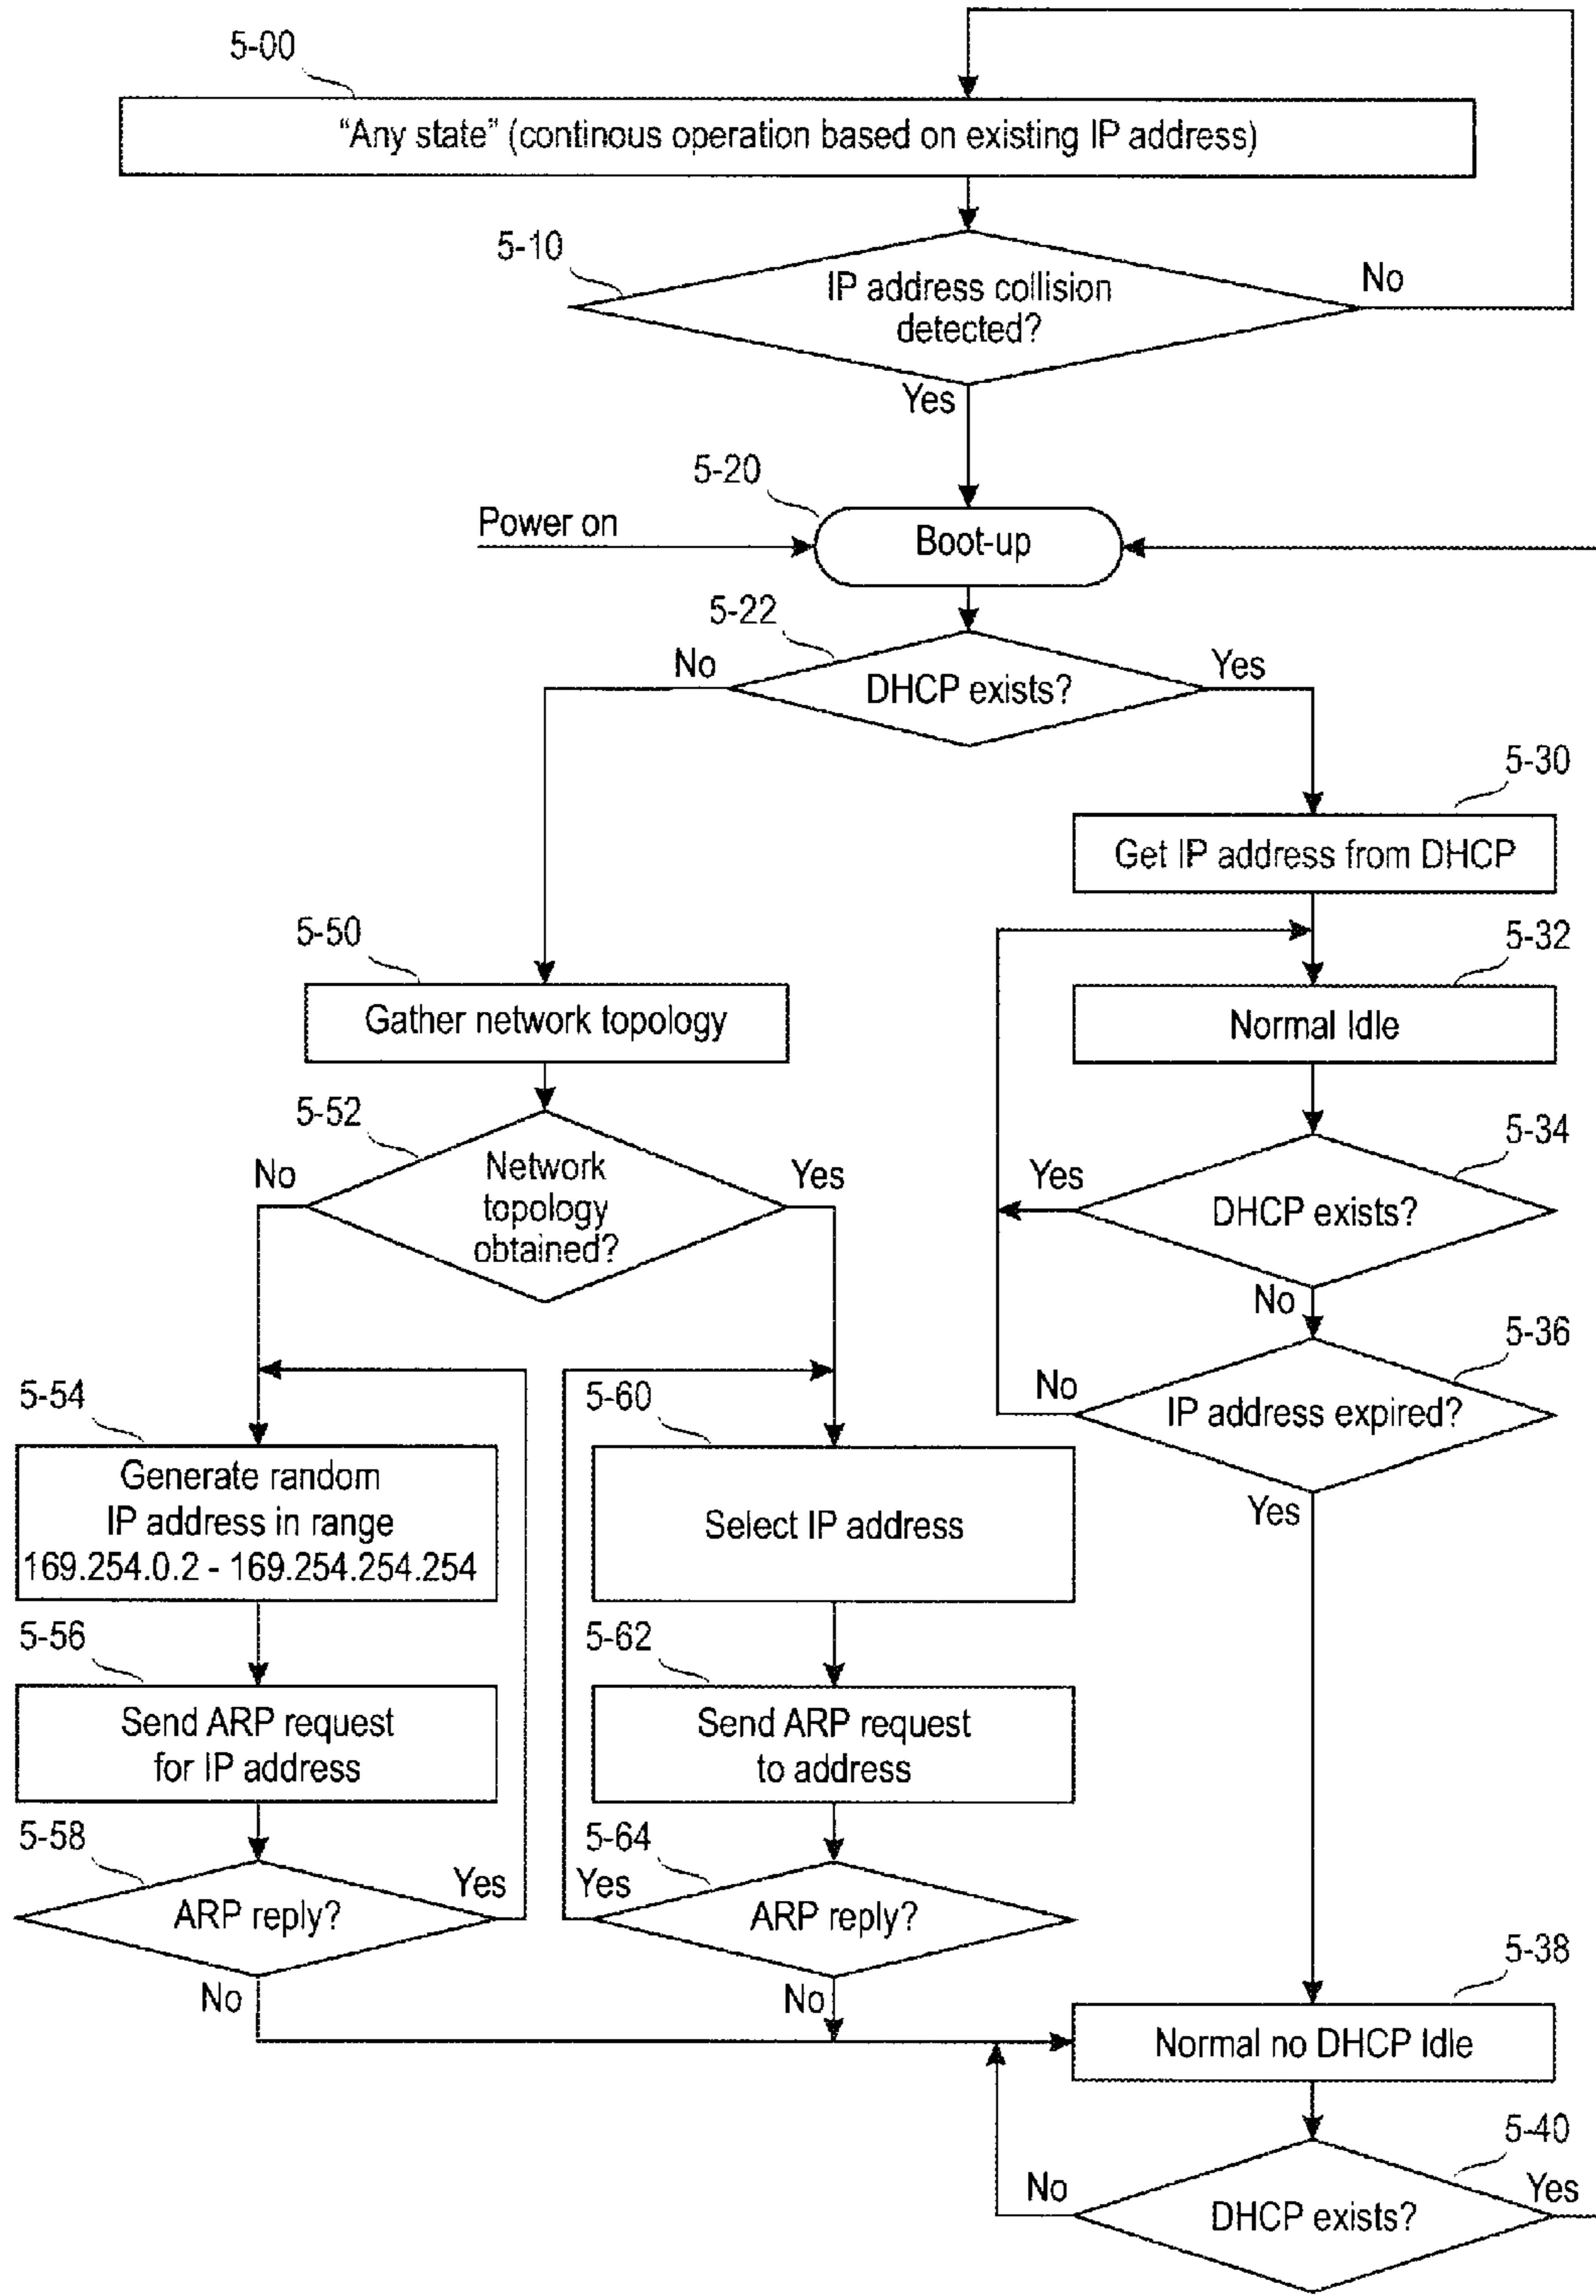 5-00
"Any state" (continous operation based on existing IP address)
5-10
IP address collision
detected?
No
Yes
5-20
Power on
Boot-up
5-22
No
DHCP exists?
Yes
5-30
Get IP address from DHCP
5-50
5-32
Gather network topology
Normal Idle
5-52
5-34
No
Network
topology
obtained?
Yes
Yes
DHCP exists?
No
5-36
No
IP address expired?
Yes
5-54
Generate random
IP address in range
169.254.0.2 - 169.254.254.254
5-60
Select IP address
5-56
Send ARP request
for IP address
5-62
Send ARP request
to address
5-58
ARP reply?
Yes
No
5-64
Yes
ARP reply?
No
5-38
Normal no DHCP Idle
5-40
No
DHCP exists?
Yes